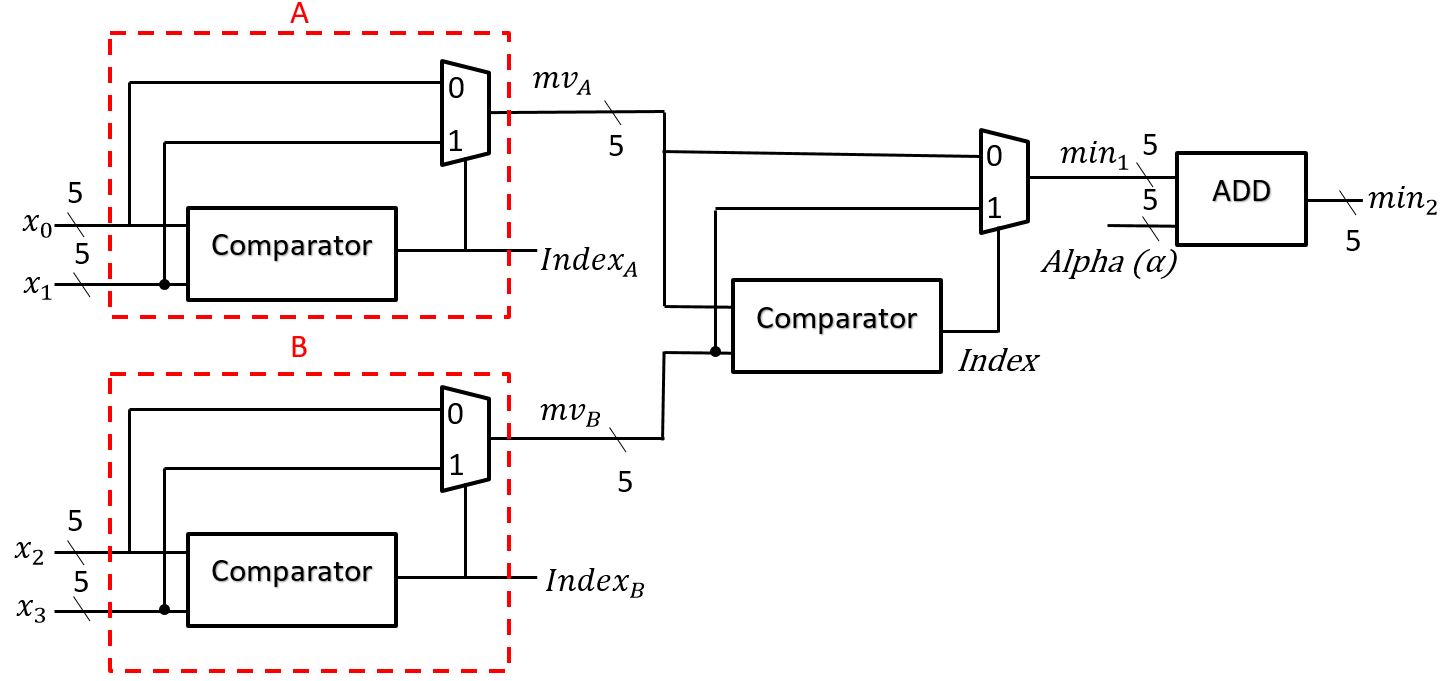 A
0
1
mv_A
5
5
x_0
5
x_1
Comparator
Index_A
0
1
min_1
5
5
ADD
min_2
5
Alpha (α)
Comparator
Index
B
0
1
mv_B
5
5
x_2
5
x_3
Comparator
Index_B